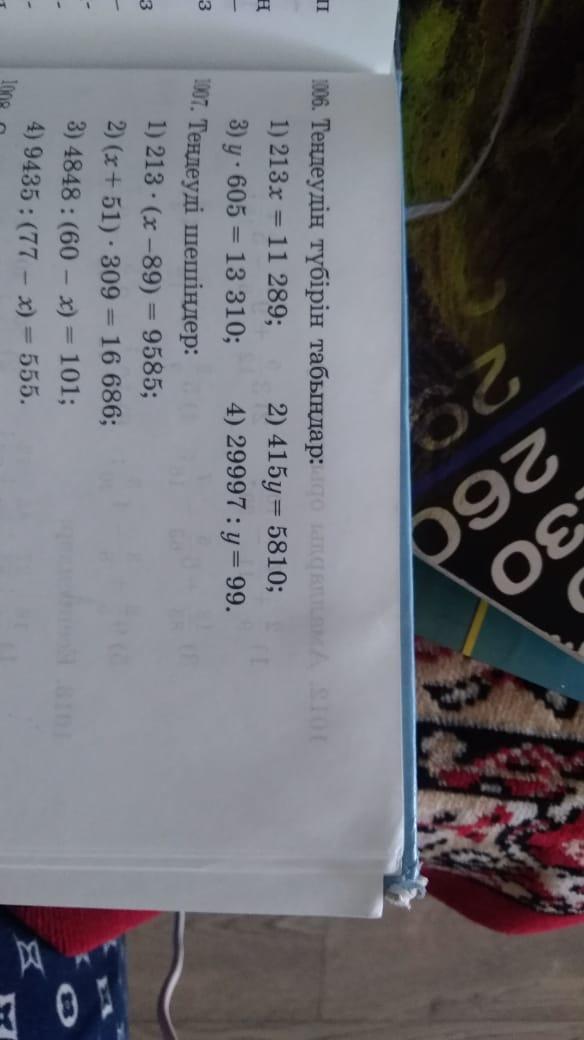 1006. Теңдеудің түбірін табыңдар:
1) 213x = 11 289; 2) 415y = 5810;
3) y · 605 = 13 310; 4) 29997 : y = 99.
1007. Теңдеуді шешіңдер:
1) 213 · (x – 89) = 9585;
2) (x + 51) · 309 = 16 686;
3) 4848 : (60 – x) = 101;
4) 9435 : (77 – x) = 555.
1008.
260